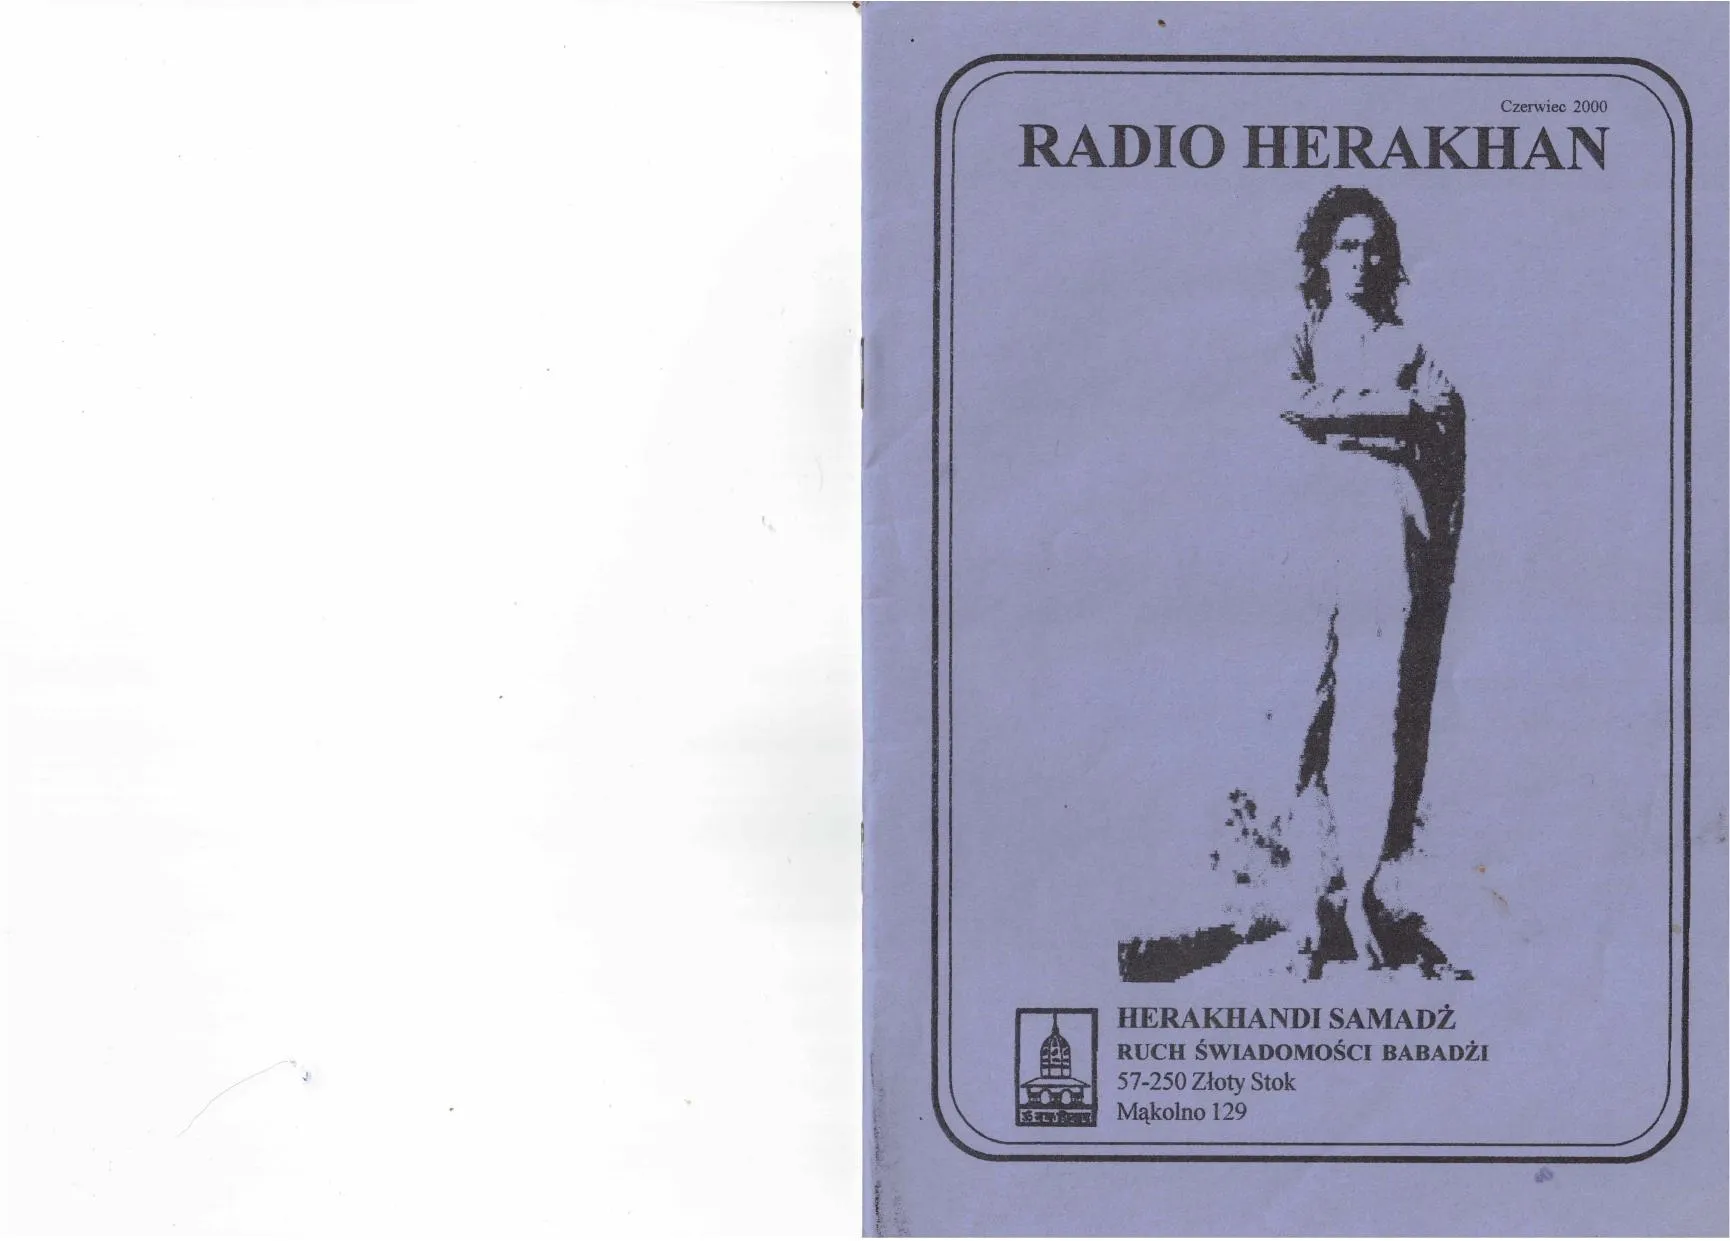 Czerwiec 2000
RADIO HERAKHAN
HERAKHANDI SAMADŻ
RUCH ŚWIADOMOŚCI BABADŻI
57-250 Złoty Stok
Mąkolno 129